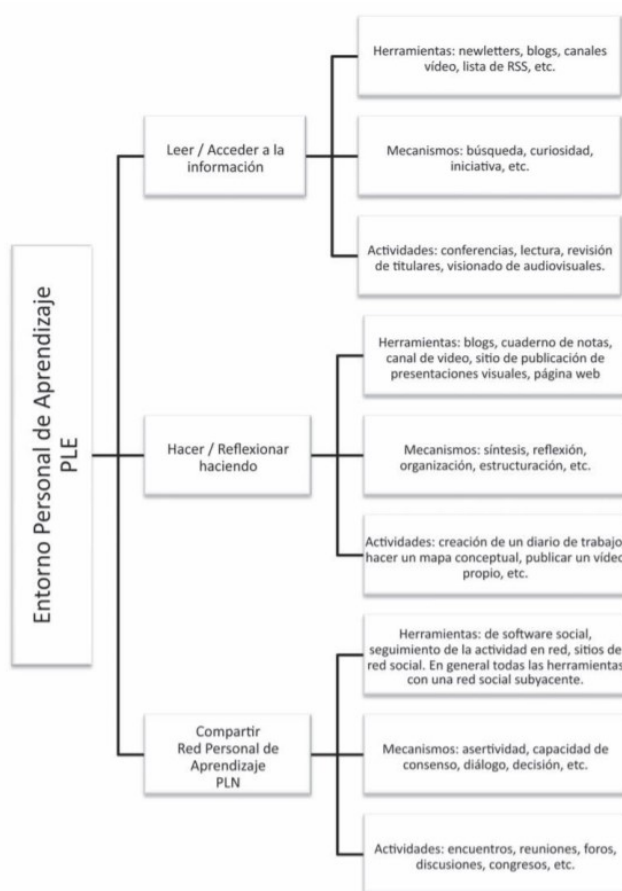 Entorno Personal de Aprendizaje
PLE
Leer / Acceder a la
información
Herramientas: newletters, blogs, canales
vídeo, lista de RSS, etc.
Mecanismos: búsqueda, curiosidad,
iniciativa, etc.
Actividades: conferencias, lectura, revisión
de titulares, visionado de audiovisuales.
Hacer / Reflexionar
haciendo
Herramientas: blogs, cuaderno de notas,
canal de video, sitio de publicación de
presentaciones visuales, página web
Mecanismos: síntesis, reflexión,
organización, estructuración, etc.
Actividades: creación de un diario de trabajo,
hacer un mapa conceptual, publicar un vídeo
propio, etc.
Compartir
Red Personal de
Aprendizaje
PLN
Herramientas: de software social,
seguimiento de la actividad en red, sitios de
red social. En general todas las herramientas
con una red social subyacente.
Mecanismos: asertividad, capacidad de
consenso, diálogo, decisión, etc.
Actividades: encuentros, reuniones, foros,
discusiones, congresos, etc.